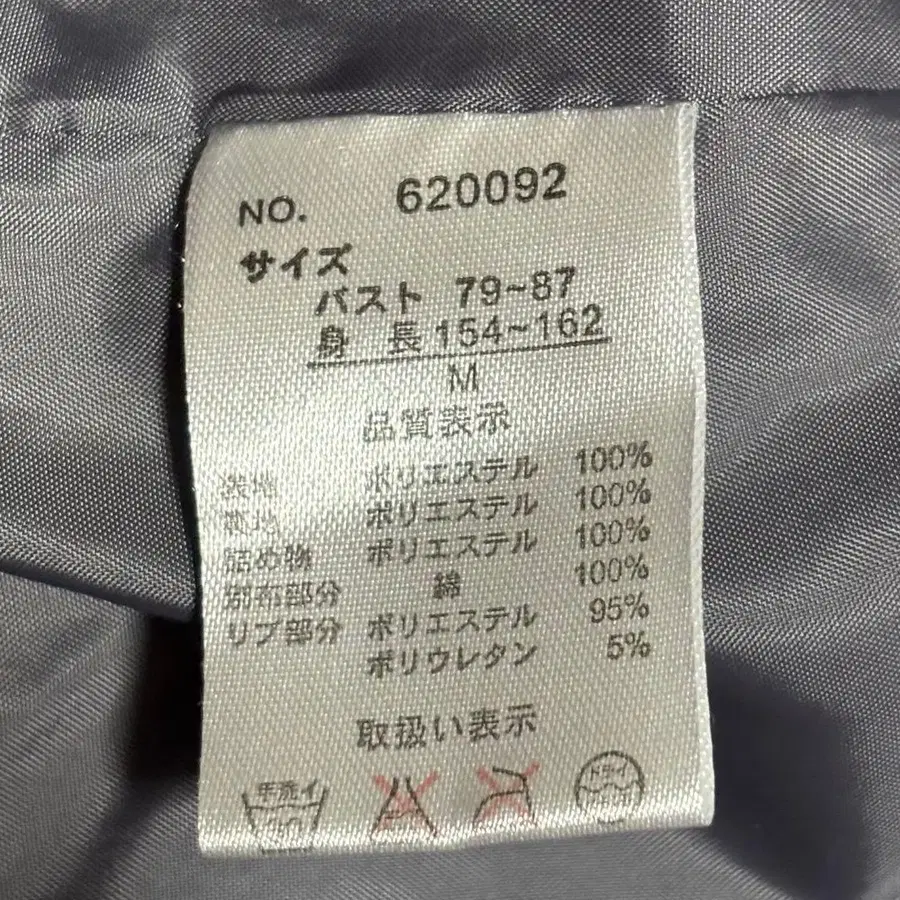 NO. 620092
サイズ
バスト 79~87
身 長 154~162
M
品質表示
表地 ポリエステル 100%
裏地 ポリエステル 100%
詰め物 ポリエステル 100%
別布部分 綿 100%
リブ部分 ポリエステル 95%
ポリウレタン 5%
取扱い表示
手洗イ 30
ドライ